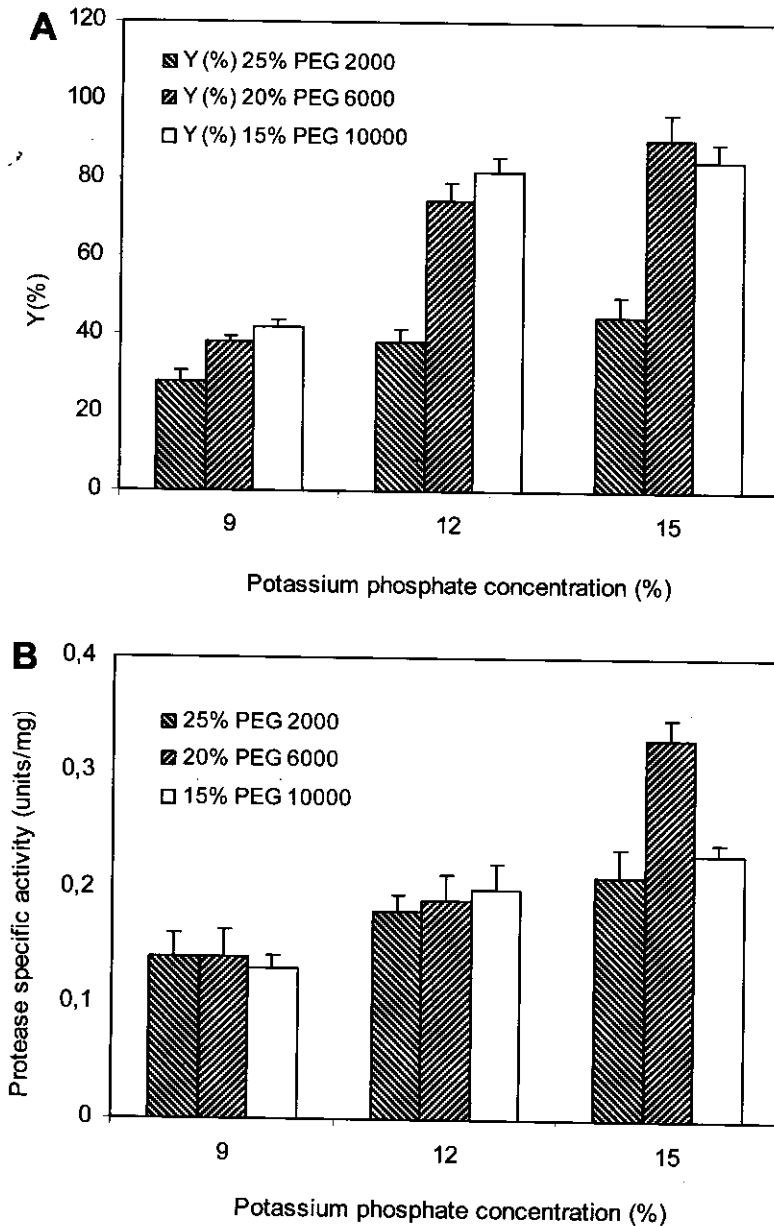 A
120
100
80
60
40
20
0
Y(%)
Y (%) 25% PEG 2000
Y (%) 20% PEG 6000
Y (%) 15% PEG 10000
9 12 15
Potassium phosphate concentration (%)
B
0,4
0,3
0,2
0,1
0
Protease specific activity (units/mg)
25% PEG 2000
20% PEG 6000
15% PEG 10000
9 12 15
Potassium phosphate concentration (%)